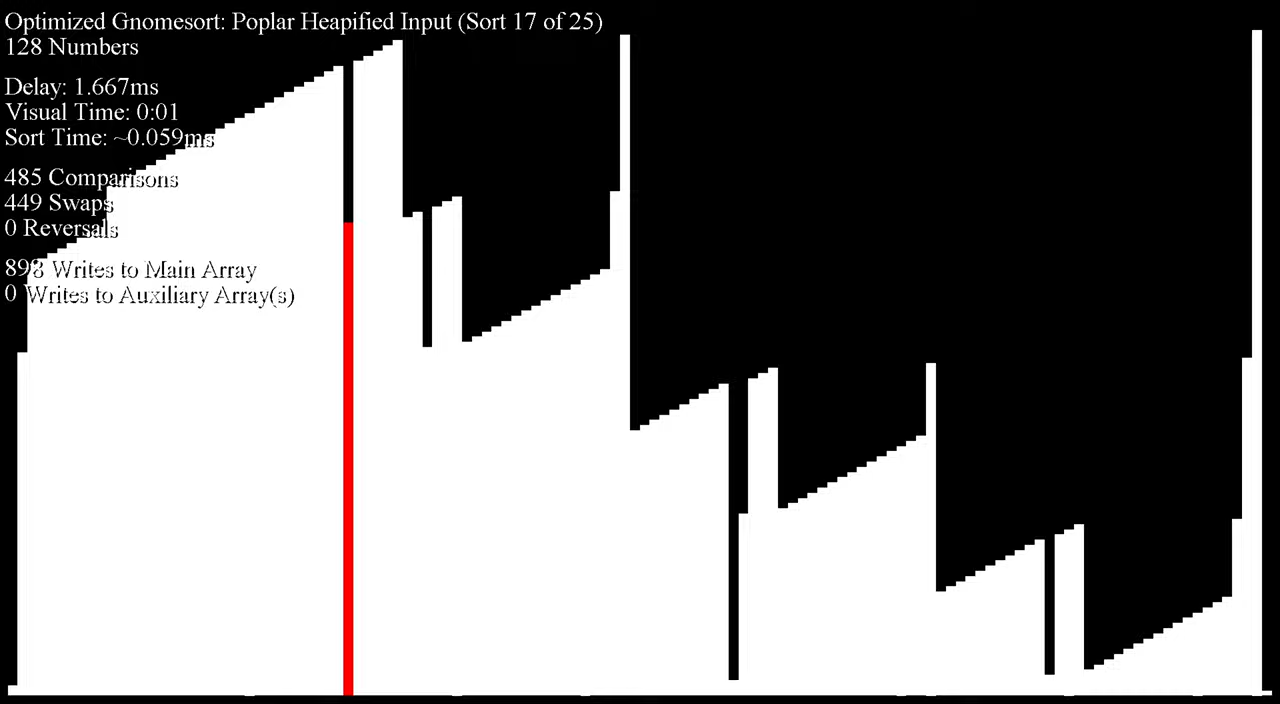 Optimized Gnomesort: Poplar Heapified Input (Sort 17 of 25)
128 Numbers
Delay: 1.667ms
Visual Time: 0:01
Sort Time: ~0.059ms
485 Comparisons
449 Swaps
0 Reversals
898 Writes to Main Array
0 Writes to Auxiliary Array(s)